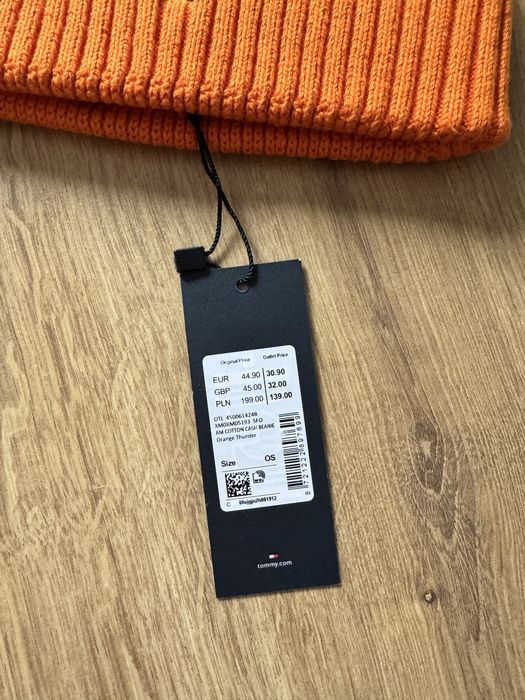 Original Price Outlet Price
EUR 44.90 30.90
GBP 45.00 32.00
PLN 199.00 139.00
OTL 4500614248
XM0XM05193 SFO
AM COTTON CASH BEANIE
Orange Thunder
Size OS
C
ID
tommy.com